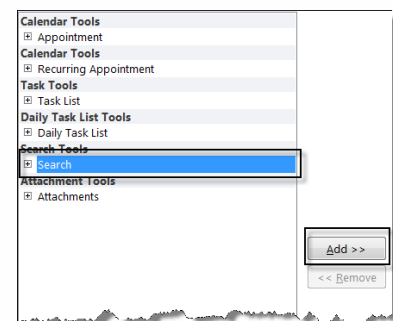 Calendar Tools
Appointment
Calendar Tools
Recurring Appointment
Task Tools
Task List
Daily Task List Tools
Daily Task List
Search Tools
Search
Attachment Tools
Attachments
Add >>
<< Remove